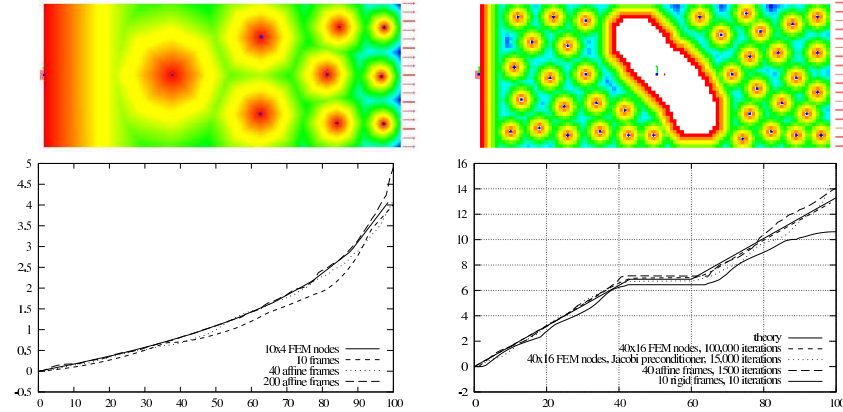 5
4.5
4
3.5
3
2.5
2
1.5
1
0.5
0
-0.5
0 10 20 30 40 50 60 70 80 90 100
10x4 FEM nodes
10 frames
40 affine frames
200 affine frames
16
14
12
10
8
6
4
2
0
-2
0 20 40 60 80 100
theory
40x16 FEM nodes, 100,000 iterations
40x16 FEM nodes, Jacobi preconditioner, 15,000 iterations
40 affine frames, 1500 iterations
10 rigid frames, 10 iterations